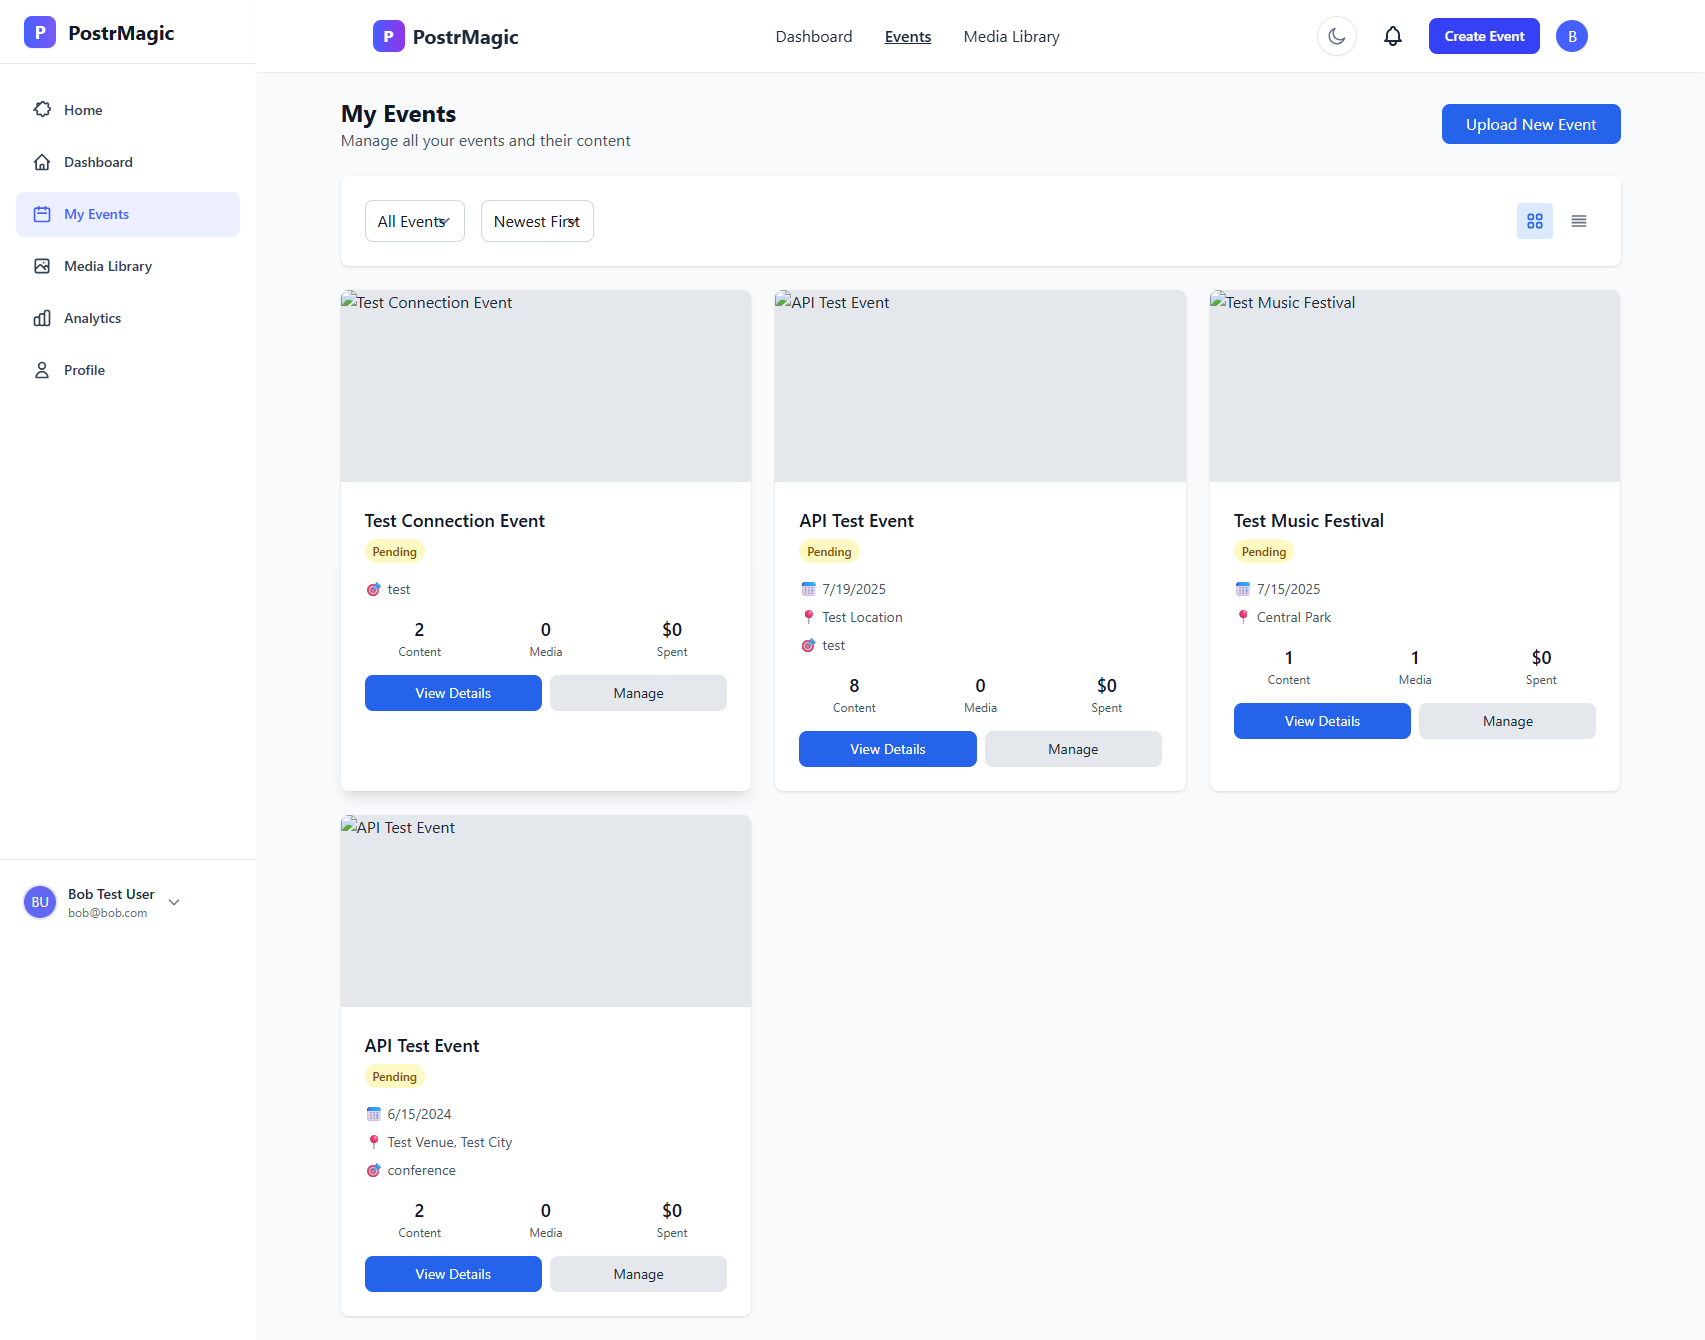 P PostrMagic
Home
Dashboard
My Events
Media Library
Analytics
Profile
BU Bob Test User
bob@bob.com
P PostrMagic
Dashboard Events Media Library
Create Event B
My Events
Manage all your events and their content
Upload New Event
All Events Newest First
Test Connection Event
Test Connection Event
Pending
test
2 0 $0
Content Media Spent
View Details Manage
API Test Event
API Test Event
Pending
7/19/2025
Test Location
test
8 0 $0
Content Media Spent
View Details Manage
Test Music Festival
Test Music Festival
Pending
7/15/2025
Central Park
1 1 $0
Content Media Spent
View Details Manage
API Test Event
API Test Event
Pending
6/15/2024
Test Venue, Test City
conference
2 0 $0
Content Media Spent
View Details Manage